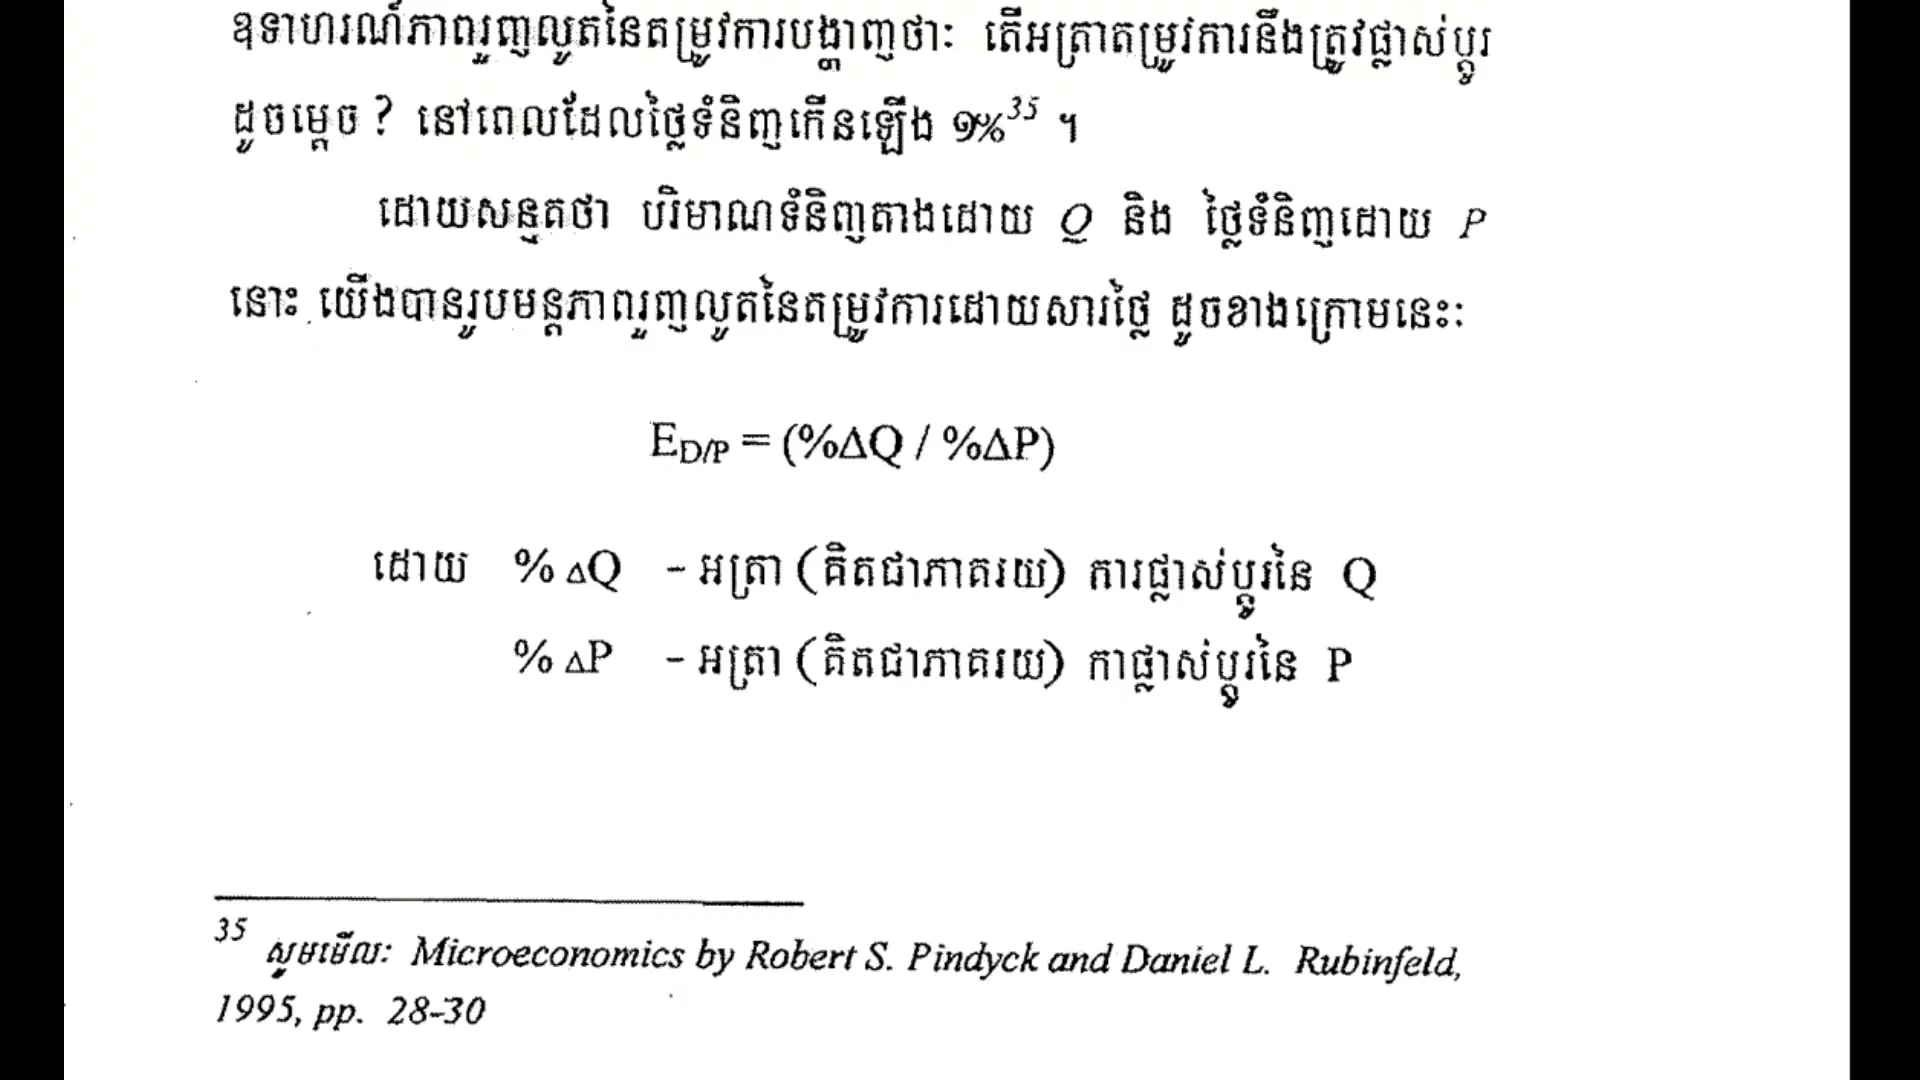 ឧទាហរណ៍ភាពរួញលូតនៃតម្រូវការបង្ហាញថាៈ តើអត្រាតម្រូវការនឹងត្រូវផ្លាស់ប្តូរ
ដូចម្តេច ? នៅពេលដែលថ្លៃទំនិញកើនឡើង ១%³⁵ ។
ដោយសន្មតថា បរិមាណទំនិញតាងដោយ Q និង ថ្លៃទំនិញដោយ P
នោះ យើងបានរូបមន្តភាពរួញលូតនៃតម្រូវការដោយសារថ្លៃ ដូចខាងក្រោមនេះៈ
E_D/P = (%ΔQ / %ΔP)
ដោយ % ΔQ – អត្រា (គិតជាភាគរយ) ការផ្លាស់ប្តូរនៃ Q
% ΔP – អត្រា (គិតជាភាគរយ) កាផ្លាស់ប្តូរនៃ P
³⁵ សូមមើល: Microeconomics by Robert S. Pindyck and Daniel L. Rubinfeld,
1995, pp. 28-30